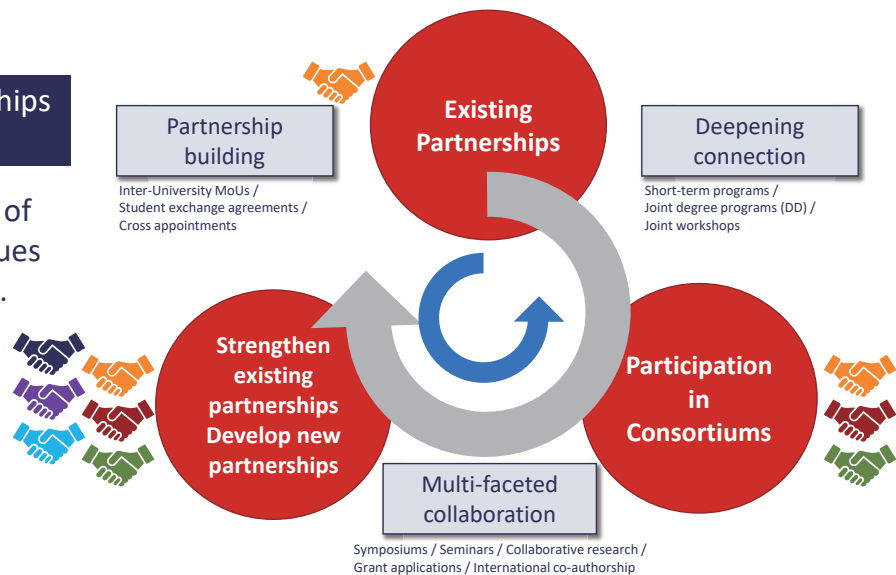 hips
of
ues
.
Existing
Partnerships
Partnership
building
Inter-University MoUs /
Student exchange agreements /
Cross appointments
Deepening
connection
Short-term programs /
Joint degree programs (DD) /
Joint workshops
Strengthen
existing
partnerships
Develop new
partnerships
Participation
in
Consortiums
Multi-faceted
collaboration
Symposiums / Seminars / Collaborative research /
Grant applications / International co-authorship